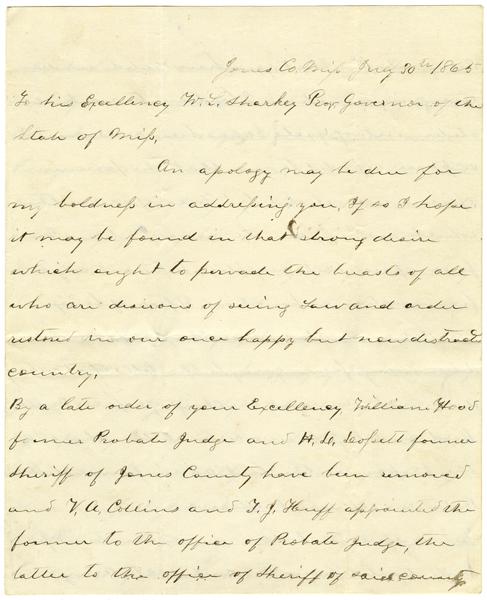 Jones Co. Miss July 30th 1865
To his Excellency W. L. Sharkey Pro. Governor of the
State of Miss,
An apology may be due for
my boldness in addressing you, If so I hope
it may be found in that strong desire
which ought to pervade the breasts of all
who are desirous of seeing Law and order
restored in our once happy but now distracted
country,
By a late order of your Excellency William Hood
former Probate Judge and H. L. former
Sheriff of Jones County have been removed
and V. A. Collins and T. J. Huff appointed the
former to the office of Probate Judge, the
latter to the office of Sheriff of said county